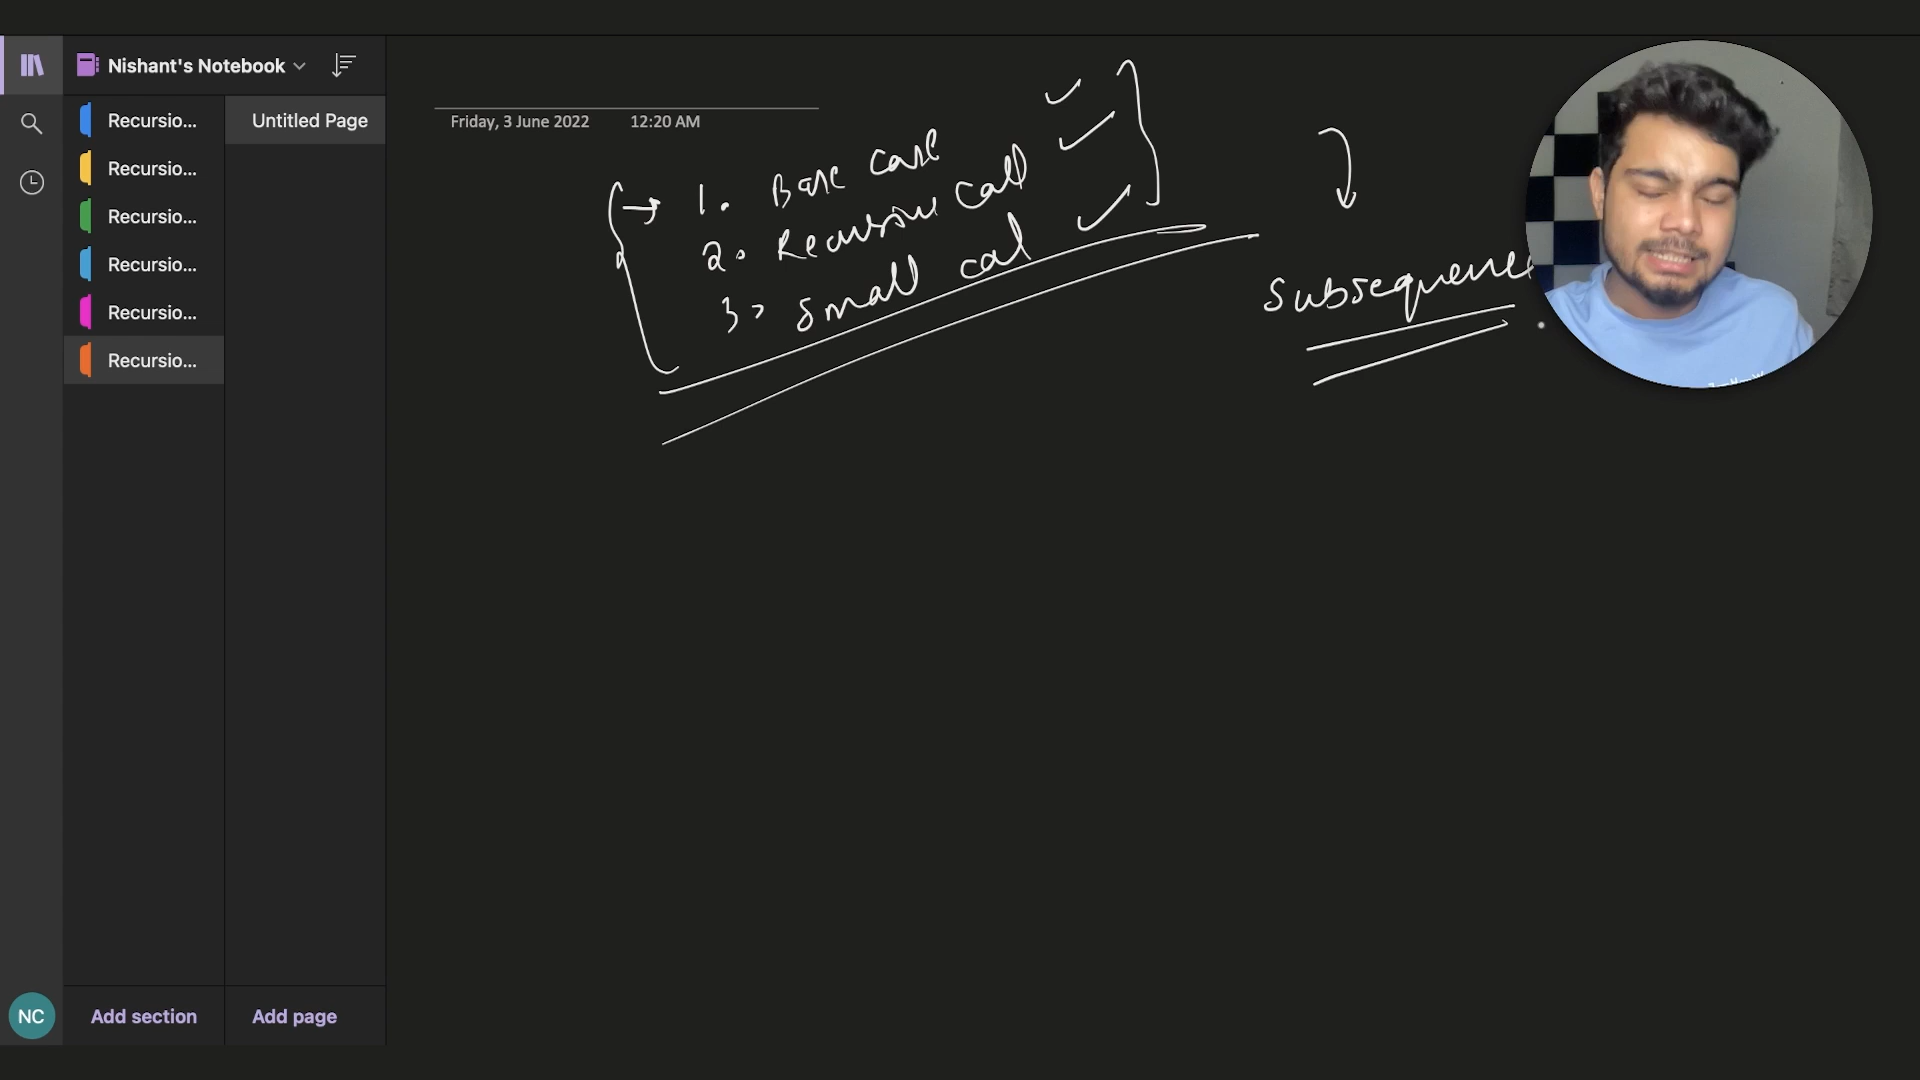 Nishant's Notebook
Recursio...
Recursio...
Recursio...
Recursio...
Recursio...
Recursio...
Untitled Page
Friday, 3 June 2022 12:20 AM
→ 1. Base case
2. Recursive call
3. small cal
subsequence
NC
Add section
Add page